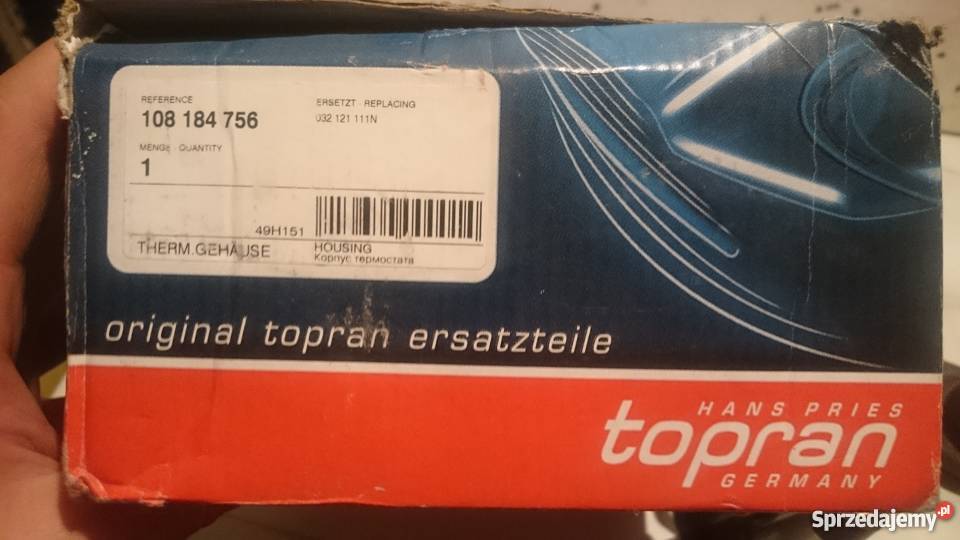 REFERENCE
108 184 756
ERSETZT · REPLACING
032 121 111N
MENGE · QUANTITY
1
49H151
THERM.GEHÄUSE
HOUSING
Корпус термостата
original topran ersatzteile
HANS PRIES
topran
GERMANY
Sprzedajemy.pl